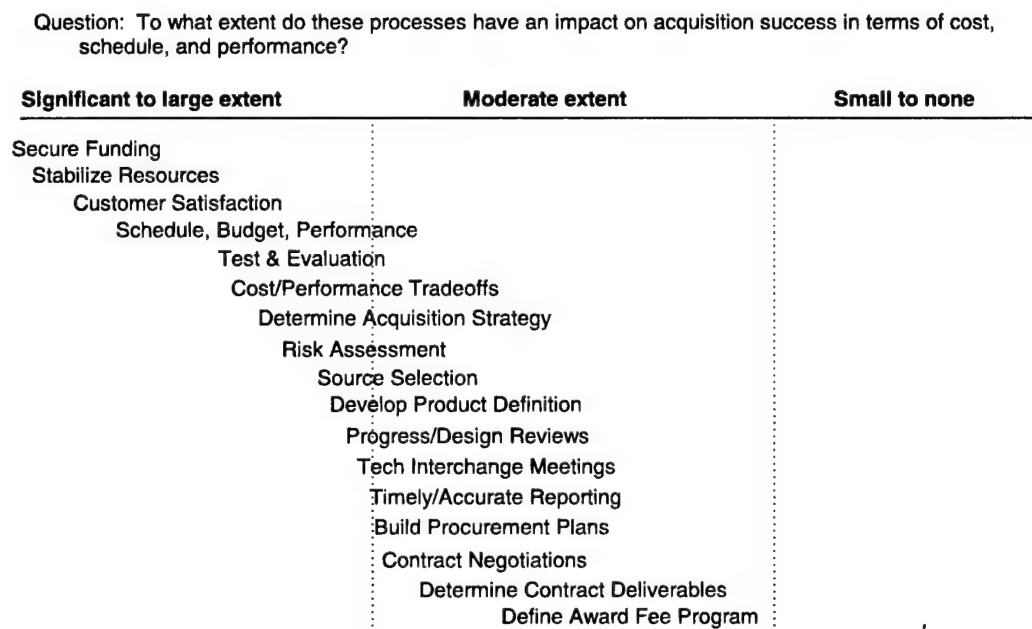 Question: To what extent do these processes have an impact on acquisition success in terms of cost,
schedule, and performance?
Significant to large extent Moderate extent Small to none
Secure Funding
Stabilize Resources
Customer Satisfaction
Schedule, Budget, Performance
Test & Evaluation
Cost/Performance Tradeoffs
Determine Acquisition Strategy
Risk Assessment
Source Selection
Develop Product Definition
Progress/Design Reviews
Tech Interchange Meetings
Timely/Accurate Reporting
Build Procurement Plans
Contract Negotiations
Determine Contract Deliverables
Define Award Fee Program